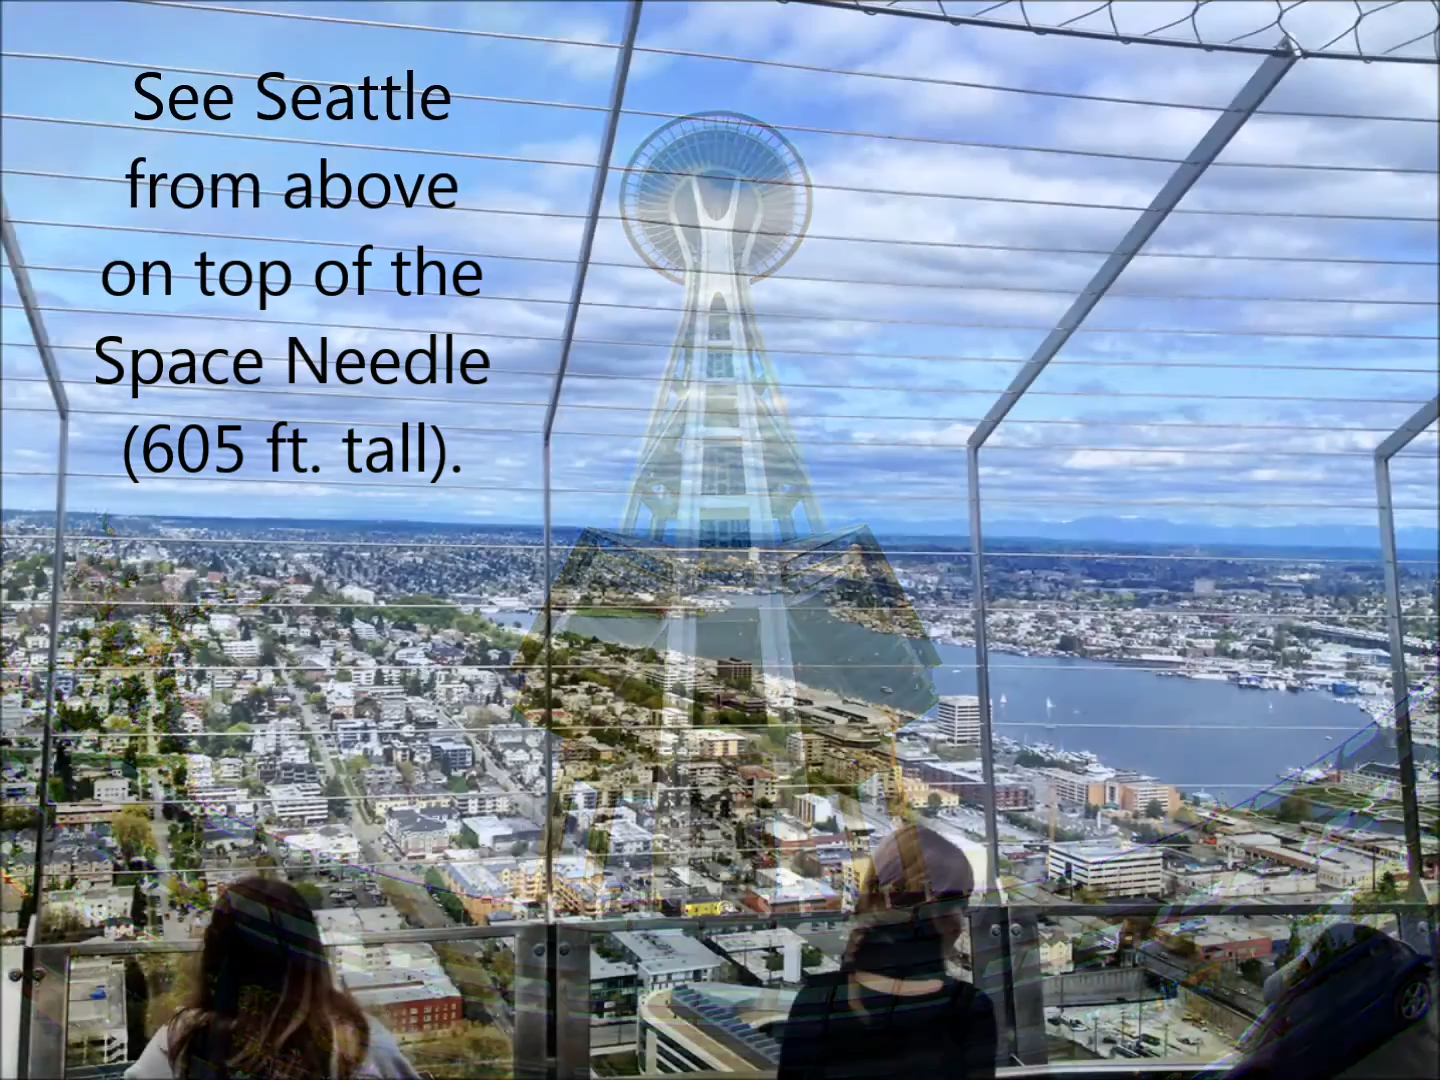 See Seattle
from above
on top of the
Space Needle
(605 ft. tall).